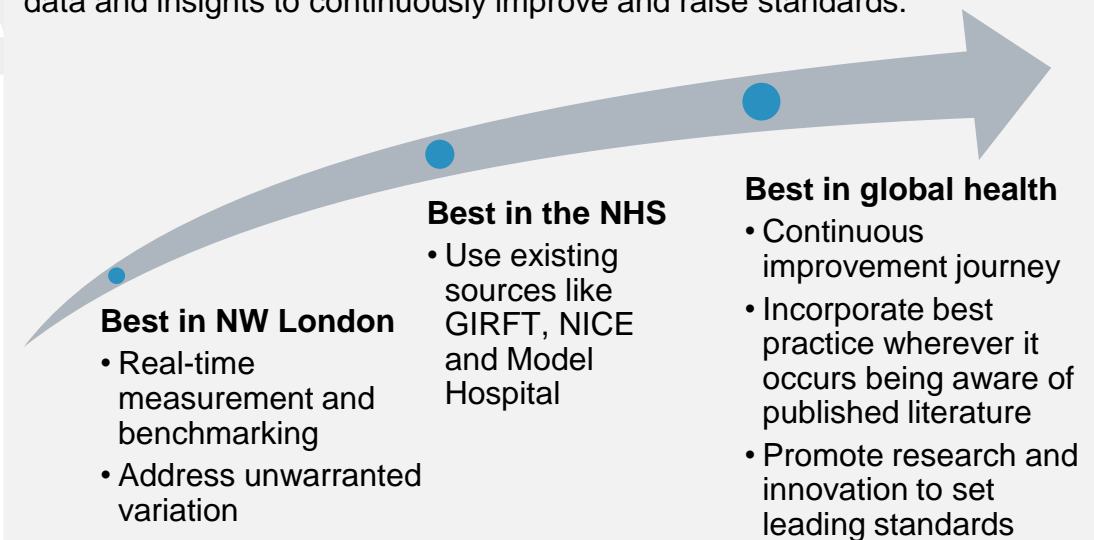 data and insights to continuously improve and raise standards.
Best in NW London
• Real-time
measurement and
benchmarking
• Address unwarranted
variation
Best in the NHS
• Use existing
sources like
GIRFT, NICE
and Model
Hospital
Best in global health
• Continuous
improvement journey
• Incorporate best
practice wherever it
occurs being aware of
published literature
• Promote research and
innovation to set
leading standards